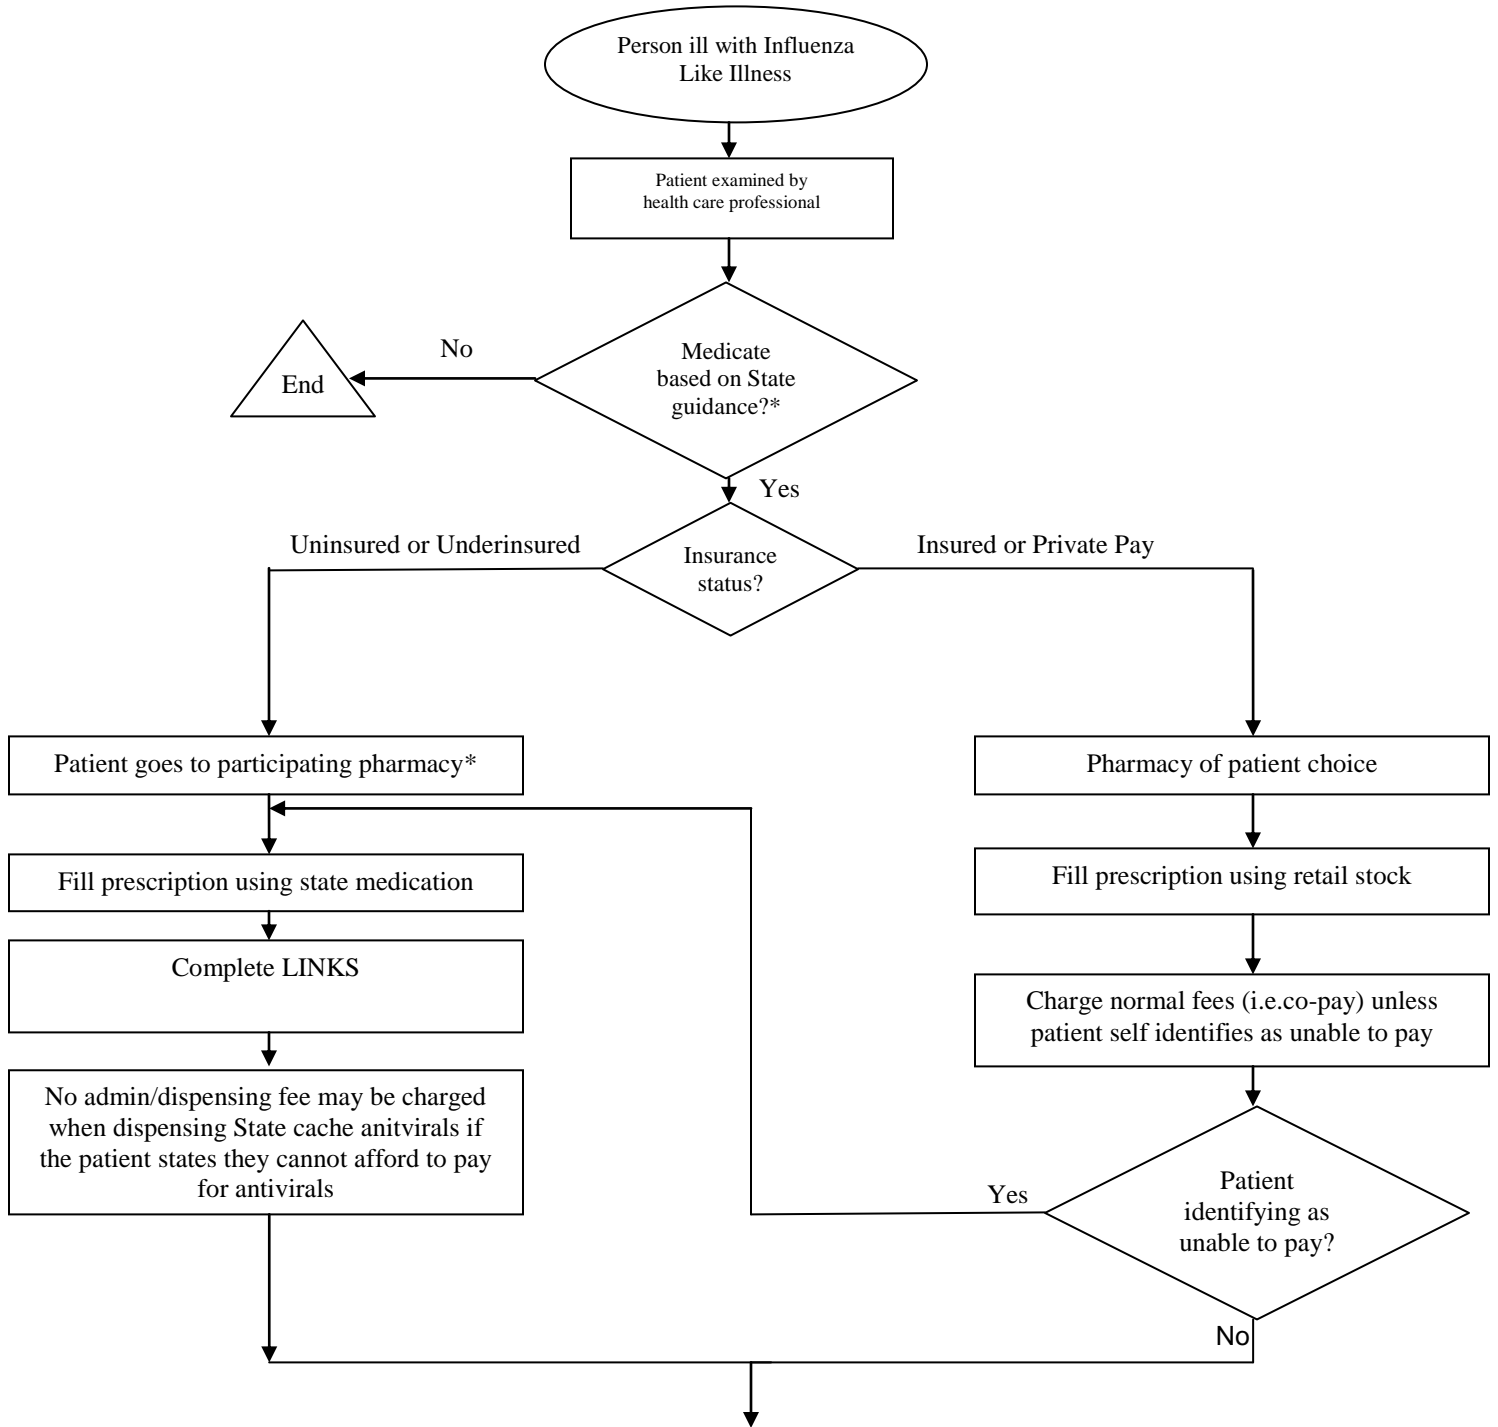 Person ill with Influenza
Like Illness
Patient examined by
health care professional
Medicate
based on State
guidance?*
No
End
Yes
Insurance
status?
Uninsured or Underinsured
Insured or Private Pay
Patient goes to participating pharmacy*
Fill prescription using state medication
Complete LINKS
No admin/dispensing fee may be charged
when dispensing State cache anitvirals if
the patient states they cannot afford to pay
for antivirals
Pharmacy of patient choice
Fill prescription using retail stock
Charge normal fees (i.e.co-pay) unless
patient self identifies as unable to pay
Patient
identifying as
unable to pay?
Yes
No